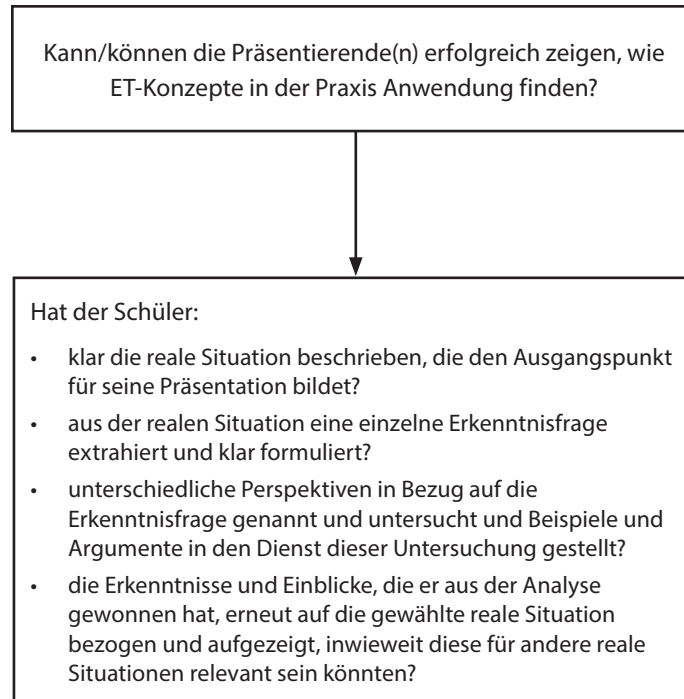 Kann/können die Präsentierende(n) erfolgreich zeigen, wie
ET-Konzepte in der Praxis Anwendung finden?
Hat der Schüler:
• klar die reale Situation beschrieben, die den Ausgangspunkt
für seine Präsentation bildet?
• aus der realen Situation eine einzelne Erkenntnisfrage
extrahiert und klar formuliert?
• unterschiedliche Perspektiven in Bezug auf die
Erkenntnisfrage genannt und untersucht und Beispiele und
Argumente in den Dienst dieser Untersuchung gestellt?
• die Erkenntnisse und Einblicke, die er aus der Analyse
gewonnen hat, erneut auf die gewählte reale Situation
bezogen und aufgezeigt, inwieweit diese für andere reale
Situationen relevant sein könnten?